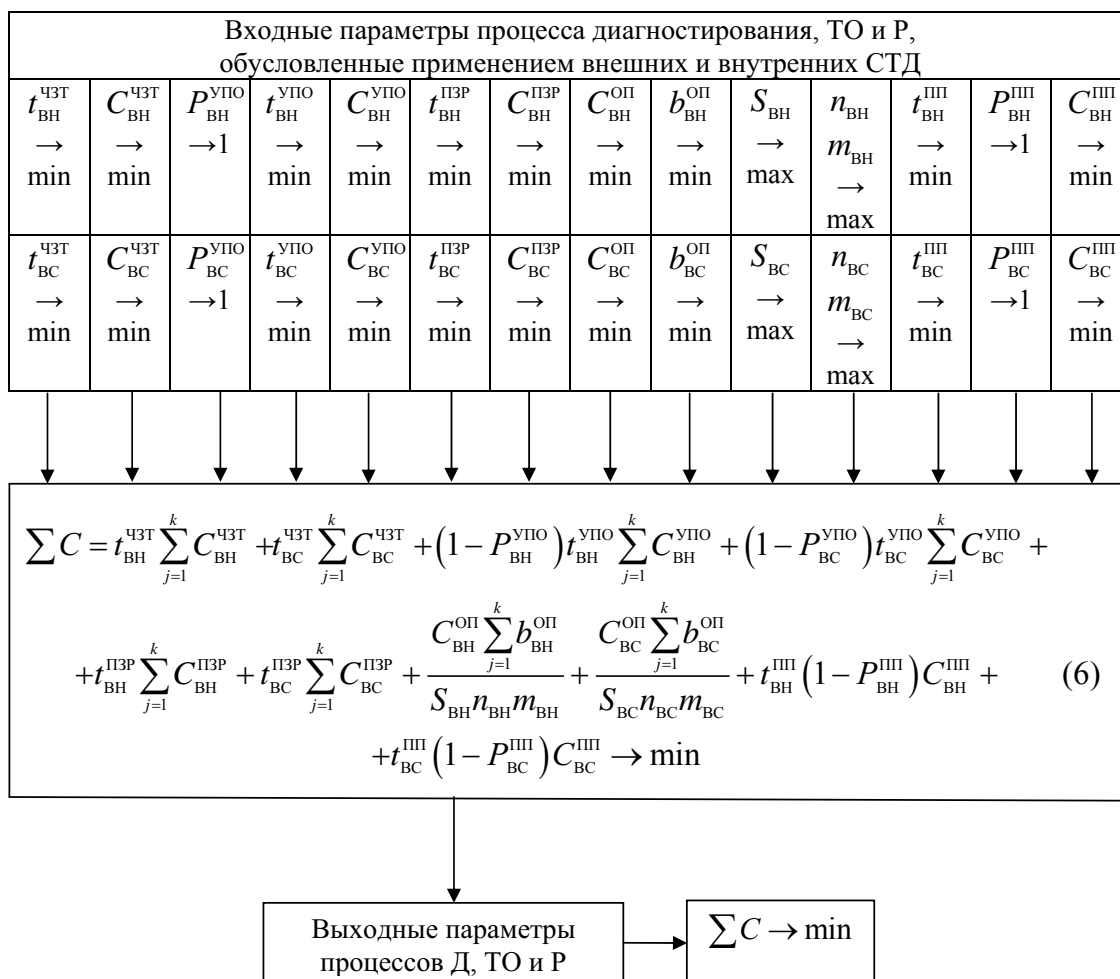 Входные параметры процесса диагностирования, ТО и Р,
обусловленные применением внешних и внутренних СТД
t_ВН^ЧЗТ → min C_ВН^ЧЗТ → min P_ВН^УПО →1 t_ВН^УПО → min C_ВН^УПО → min t_ВН^ПЗР → min C_ВН^ПЗР → min C_ВН^ОП → min b_ВН^ОП → min S_ВН → max n_ВН m_ВН → max t_ВН^ПП → min P_ВН^ПП →1 C_ВН^ПП → min
t_ВС^ЧЗТ → min C_ВС^ЧЗТ → min P_ВС^УПО →1 t_ВС^УПО → min C_ВС^УПО → min t_ВС^ПЗР → min C_ВС^ПЗР → min C_ВС^ОП → min b_ВС^ОП → min S_ВС → max n_ВС m_ВС → max t_ВС^ПП → min P_ВС^ПП →1 C_ВС^ПП → min
∑C = t_ВН^ЧЗТ ∑_{j=1}^k C_ВН^ЧЗТ + t_ВС^ЧЗТ ∑_{j=1}^k C_ВС^ЧЗТ + (1 − P_ВН^УПО) t_ВН^УПО ∑_{j=1}^k C_ВН^УПО + (1 − P_ВС^УПО) t_ВС^УПО ∑_{j=1}^k C_ВС^УПО +
+ t_ВН^ПЗР ∑_{j=1}^k C_ВН^ПЗР + t_ВС^ПЗР ∑_{j=1}^k C_ВС^ПЗР + (C_ВН^ОП ∑_{j=1}^k b_ВН^ОП)/(S_ВН n_ВН m_ВН) + (C_ВС^ОП ∑_{j=1}^k b_ВС^ОП)/(S_ВС n_ВС m_ВС) + t_ВН^ПП (1 − P_ВН^ПП) C_ВН^ПП + (6)
+ t_ВС^ПП (1 − P_ВС^ПП) C_ВС^ПП → min
Выходные параметры
процессов Д, ТО и Р
∑C → min